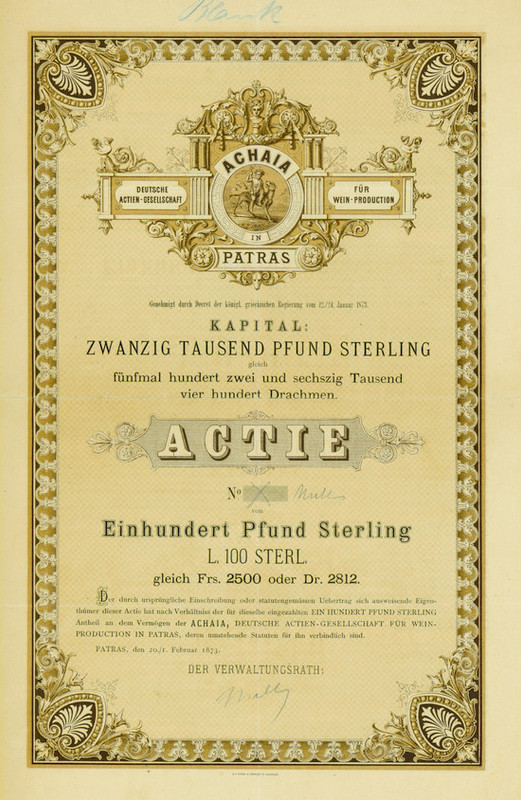 Blank
ACHAIA
DEUTSCHE
ACTIEN-GESELLSCHAFT
FÜR
WEIN-PRODUCTION
IN
PATRAS
Genehmigt durch Decret der königl. griechischen Regierung vom 12./24. Januar 1873.
KAPITAL:
ZWANZIG TAUSEND PFUND STERLING
gleich
fünfmal hundert zwei und sechszig Tausend
vier hundert Drachmen.
ACTIE
No
vom
Einhundert Pfund Sterling
L. 100 STERL.
gleich Frs. 2500 oder Dr. 2812.
Der durch ursprüngliche Einschreibung oder statutengemässen Uebertrag sich ausweisende Eigen-
thümer dieser Actie hat nach Verhältniss der für dieselbe eingezahlten EIN HUNDERT PFUND STERLING
Antheil an dem Vermögen der ACHAIA, DEUTSCHE ACTIEN-GESELLSCHAFT FÜR WEIN-
PRODUCTION IN PATRAS, deren umstehende Statuten für ihn verbindlich sind.
PATRAS, den 20./1. Februar 1873.
DER VERWALTUNGSRATH: